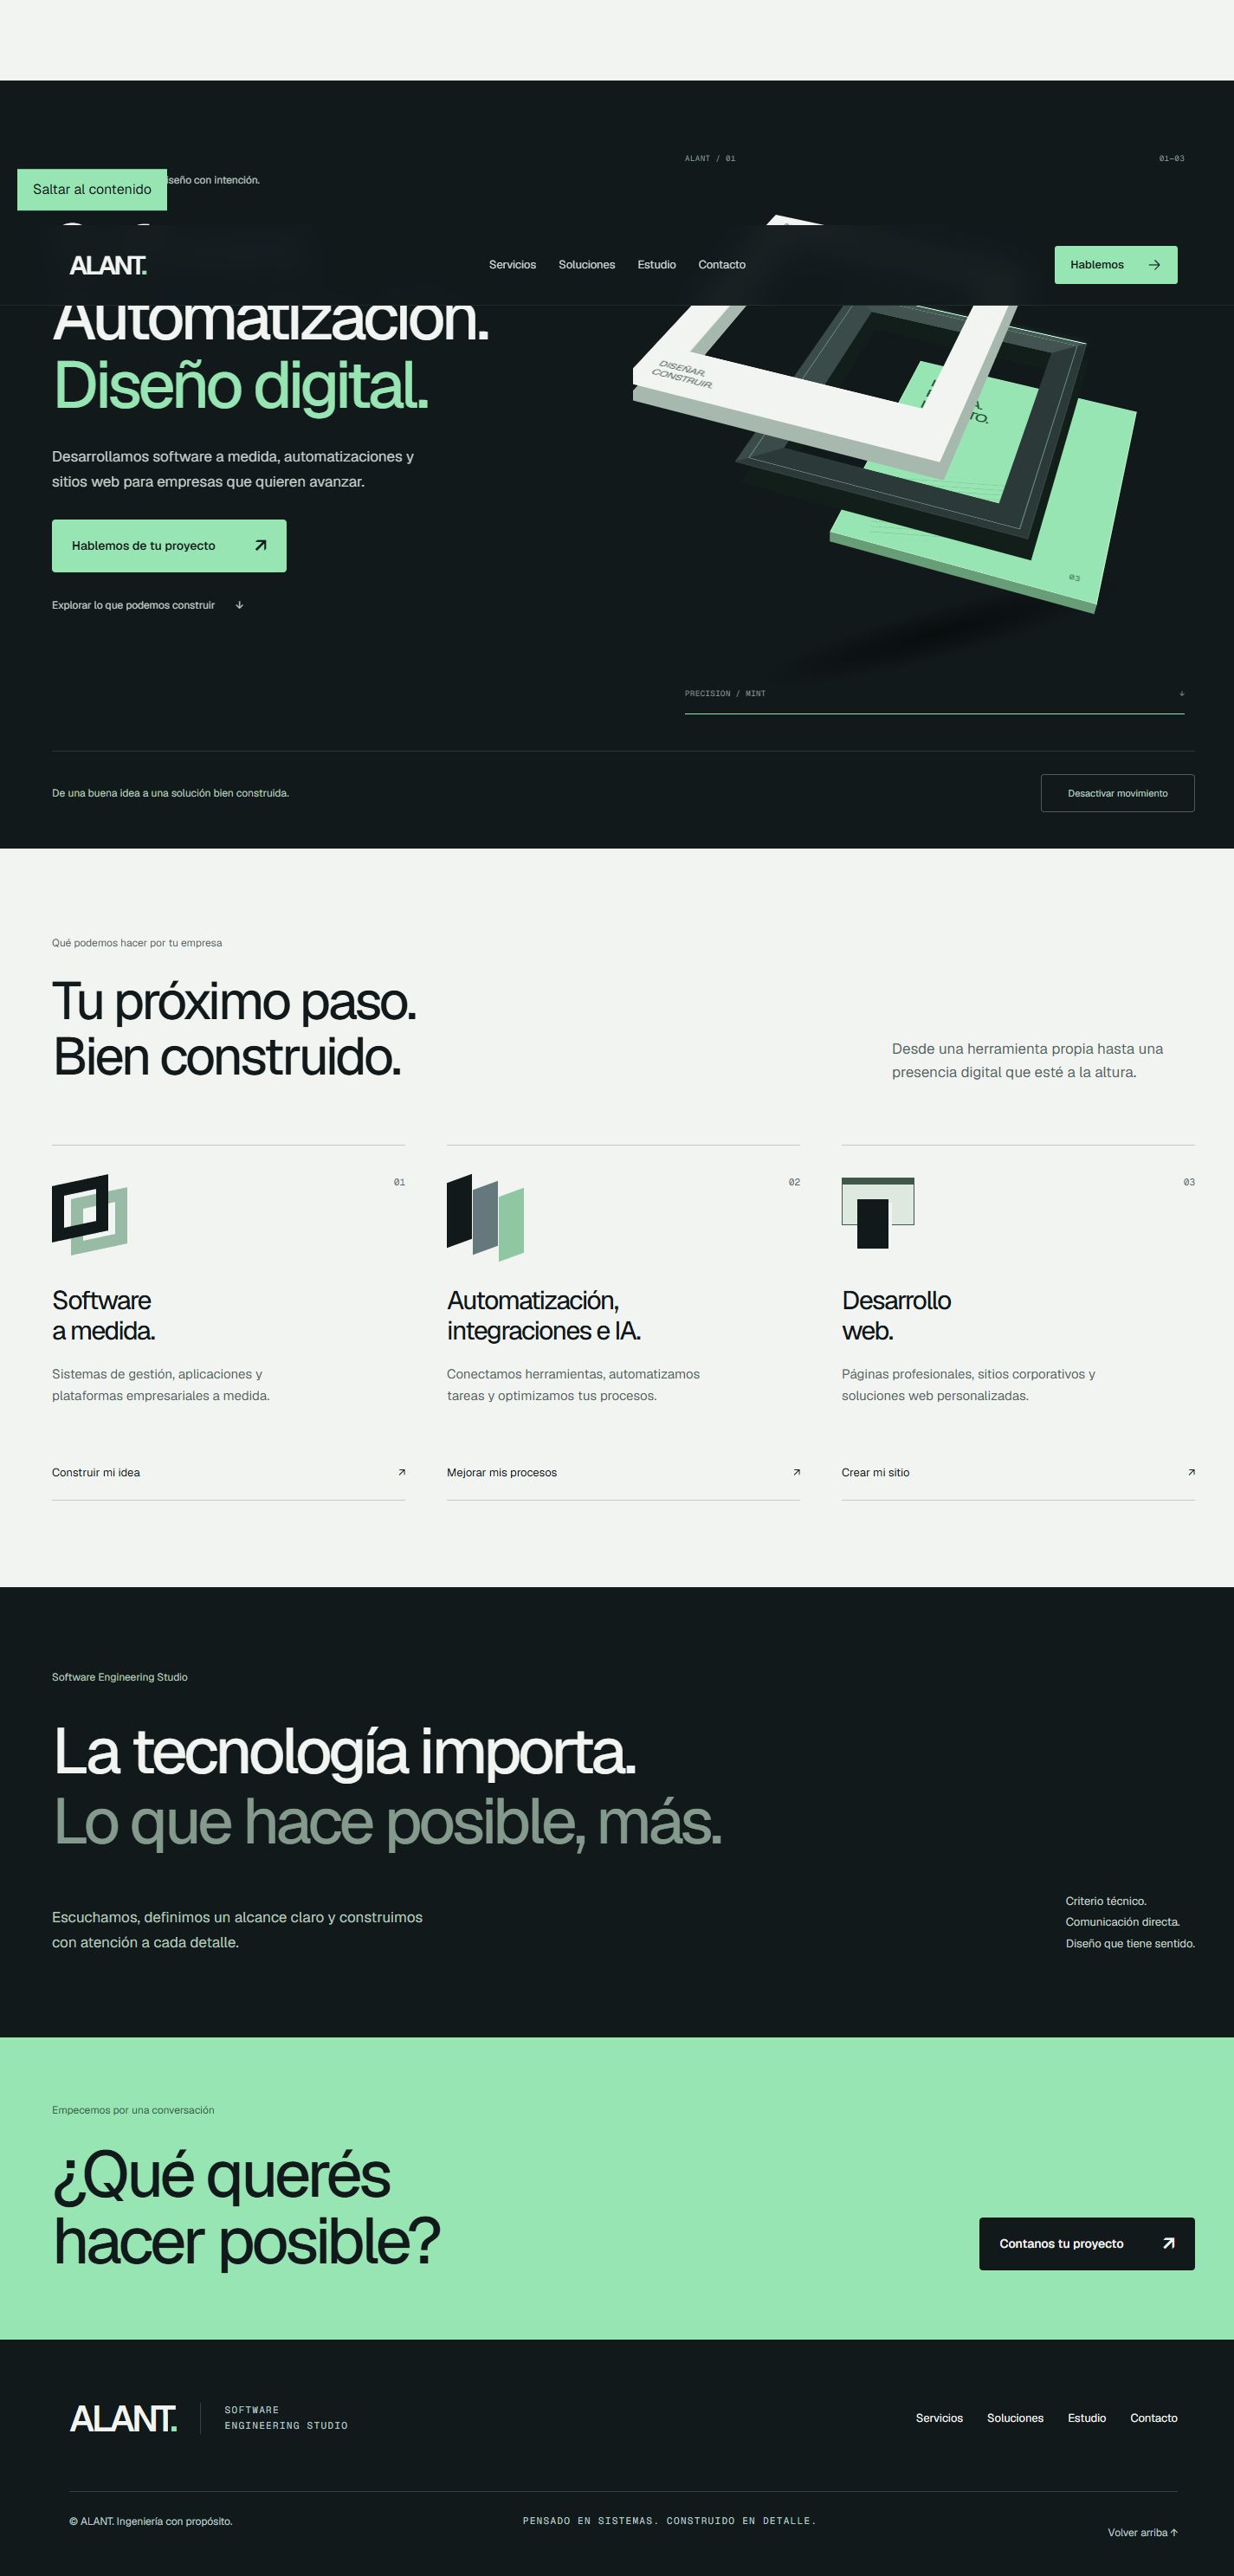 ALANT / 01
01—03
Saltar al contenido
seño con intención.
ALANT.
Servicios
Soluciones
Estudio
Contacto
Hablemos →
Automatización.
Diseño digital.
DISEÑAR.
CONSTRUIR.
Desarrollamos software a medida, automatizaciones y
sitios web para empresas que quieren avanzar.
Hablemos de tu proyecto
Explorar lo que podemos construir ↓
03
PRECISION / MINT ↓
De una buena idea a una solución bien construida.
Desactivar movimiento
Qué podemos hacer por tu empresa
Tu próximo paso.
Bien construido.
Desde una herramienta propia hasta una
presencia digital que esté a la altura.
01
Software
a medida.
Sistemas de gestión, aplicaciones y
plataformas empresariales a medida.
Construir mi idea
02
Automatización,
integraciones e IA.
Conectamos herramientas, automatizamos
tareas y optimizamos tus procesos.
Mejorar mis procesos
03
Desarrollo
web.
Páginas profesionales, sitios corporativos y
soluciones web personalizadas.
Crear mi sitio
Software Engineering Studio
La tecnología importa.
Lo que hace posible, más.
Escuchamos, definimos un alcance claro y construimos
con atención a cada detalle.
Criterio técnico.
Comunicación directa.
Diseño que tiene sentido.
Empecemos por una conversación
¿Qué querés
hacer posible?
Contanos tu proyecto
ALANT.
SOFTWARE
ENGINEERING STUDIO
Servicios
Soluciones
Estudio
Contacto
© ALANT. Ingeniería con propósito.
PENSADO EN SISTEMAS. CONSTRUIDO EN DETALLE.
Volver arriba ↑